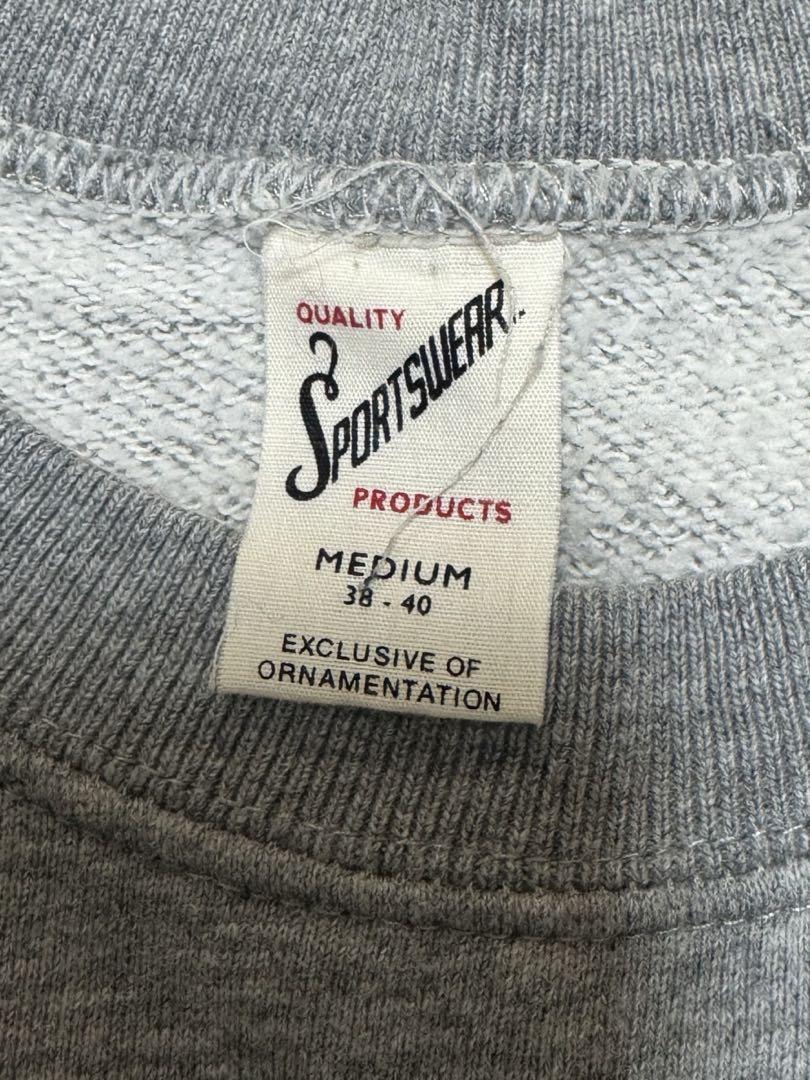 QUALITY
SPORTSWEAR
PRODUCTS
MEDIUM
38 - 40
EXCLUSIVE OF
ORNAMENTATION